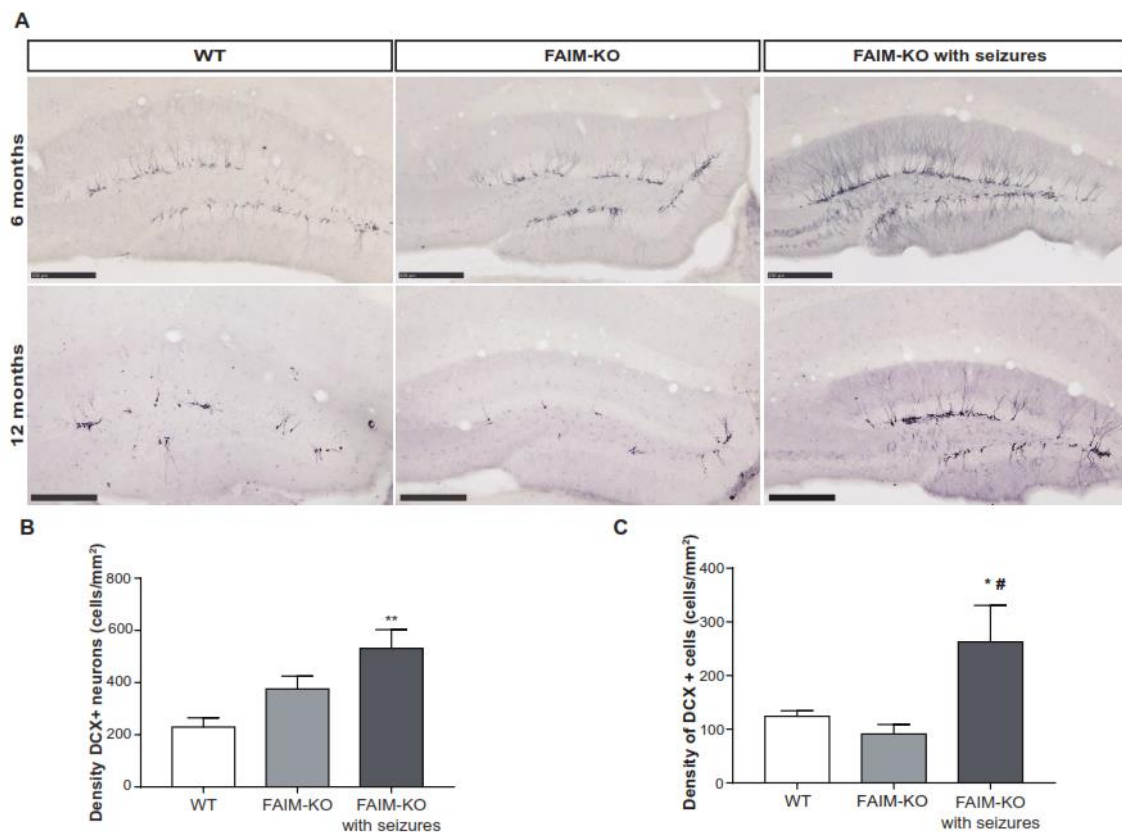 A
WT
FAIM-KO
FAIM-KO with seizures
6 months
12 months
B
Density DCX+ neurons (cells/mm²)
800
600
400
200
0
**
WT
FAIM-KO
FAIM-KO
with seizures
C
Density of DCX + cells (cells/mm²)
400
300
200
100
0
* #
WT
FAIM-KO
FAIM-KO
with seizures